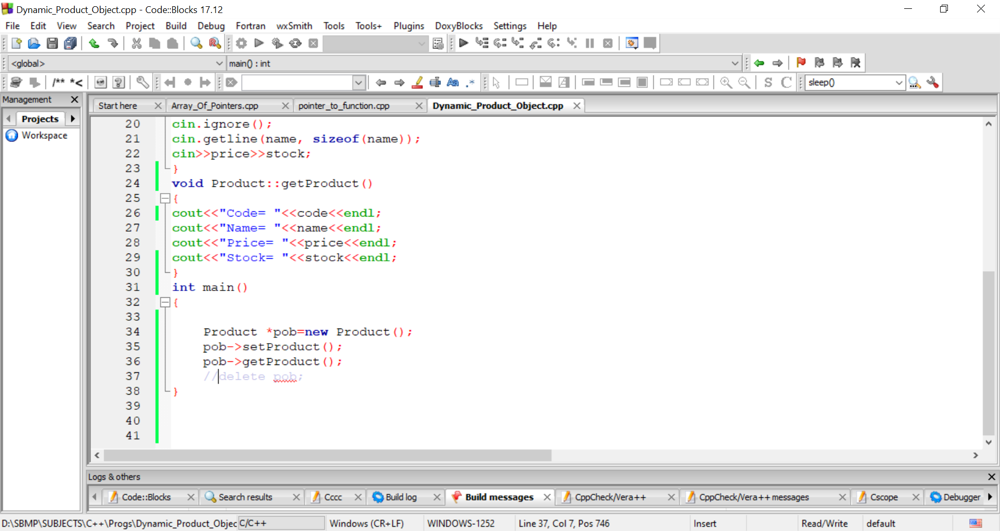 Dynamic_Product_Object.cpp - Code::Blocks 17.12
File Edit View Search Project Build Debug Fortran wxSmith Tools Tools+ Plugins DoxyBlocks Settings Help
<global> main() : int
/** *< Aa .* S C sleep()
Management
Start here Array_Of_Pointers.cpp pointer_to_function.cpp Dynamic_Product_Object.cpp
Projects
Workspace
20 cin.ignore();
21 cin.getline(name, sizeof(name));
22 cin>>price>>stock;
23 }
24 void Product::getProduct()
25 {
26 cout<<"Code= "<<code<<endl;
27 cout<<"Name= "<<name<<endl;
28 cout<<"Price= "<<price<<endl;
29 cout<<"Stock= "<<stock<<endl;
30 }
31 int main()
32 {
33
34 Product *pob=new Product();
35 pob->setProduct();
36 pob->getProduct();
37 //delete pob;
38 }
39
40
41
Logs & others
Code::Blocks Search results Cccc Build log Build messages CppCheck/Vera++ CppCheck/Vera++ messages Cscope Debugger
D:\SBMP\SUBJECTS\C++\Progs\Dynamic_Product_Objec C/C++ Windows (CR+LF) WINDOWS-1252 Line 37, Col 7, Pos 746 Insert Read/Write default